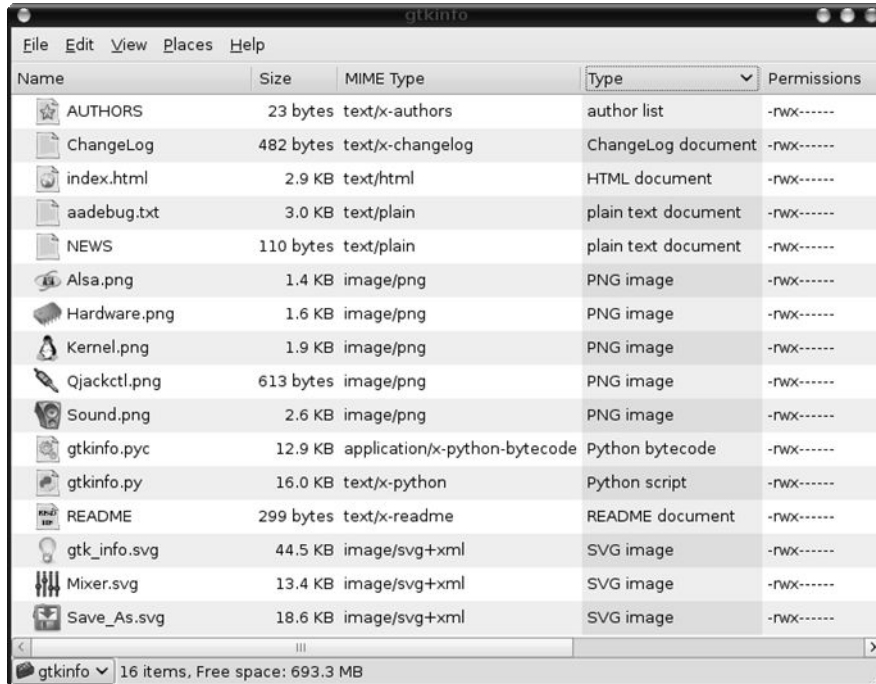 gtkinfo
File Edit View Places Help
Name Size MIME Type Type Permissions
AUTHORS 23 bytes text/x-authors author list -rwx------
ChangeLog 482 bytes text/x-changelog ChangeLog document -rwx------
index.html 2.9 KB text/html HTML document -rwx------
aadebug.txt 3.0 KB text/plain plain text document -rwx------
NEWS 110 bytes text/plain plain text document -rwx------
Alsa.png 1.4 KB image/png PNG image -rwx------
Hardware.png 1.6 KB image/png PNG image -rwx------
Kernel.png 1.9 KB image/png PNG image -rwx------
Qjackctl.png 613 bytes image/png PNG image -rwx------
Sound.png 2.6 KB image/png PNG image -rwx------
gtkinfo.pyc 12.9 KB application/x-python-bytecode Python bytecode -rwx------
gtkinfo.py 16.0 KB text/x-python Python script -rwx------
README 299 bytes text/x-readme README document -rwx------
gtk_info.svg 44.5 KB image/svg+xml SVG image -rwx------
Mixer.svg 13.4 KB image/svg+xml SVG image -rwx------
Save_As.svg 18.6 KB image/svg+xml SVG image -rwx------
gtkinfo 16 items, Free space: 693.3 MB